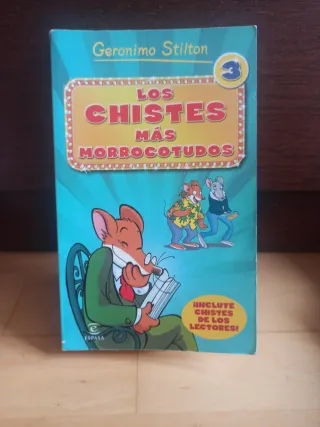 Geronimo Stilton
3
LOS
CHISTES
MÁS
MORROCOTUDOS
¡INCLUYE
CHISTES
DE LOS
LECTORES!
ESPASA